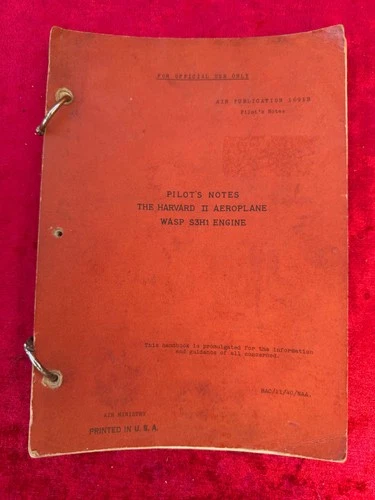 FOR OFFICIAL USE ONLY
AIR PUBLICATION
Pilot's Notes
PILOT'S NOTES
THE HARVARD II AEROPLANE
WASP S3H1 ENGINE
This handbook is promulgated for the information
and guidance of all concerned.
AIR MINISTRY
PRINTED IN U. S. A.